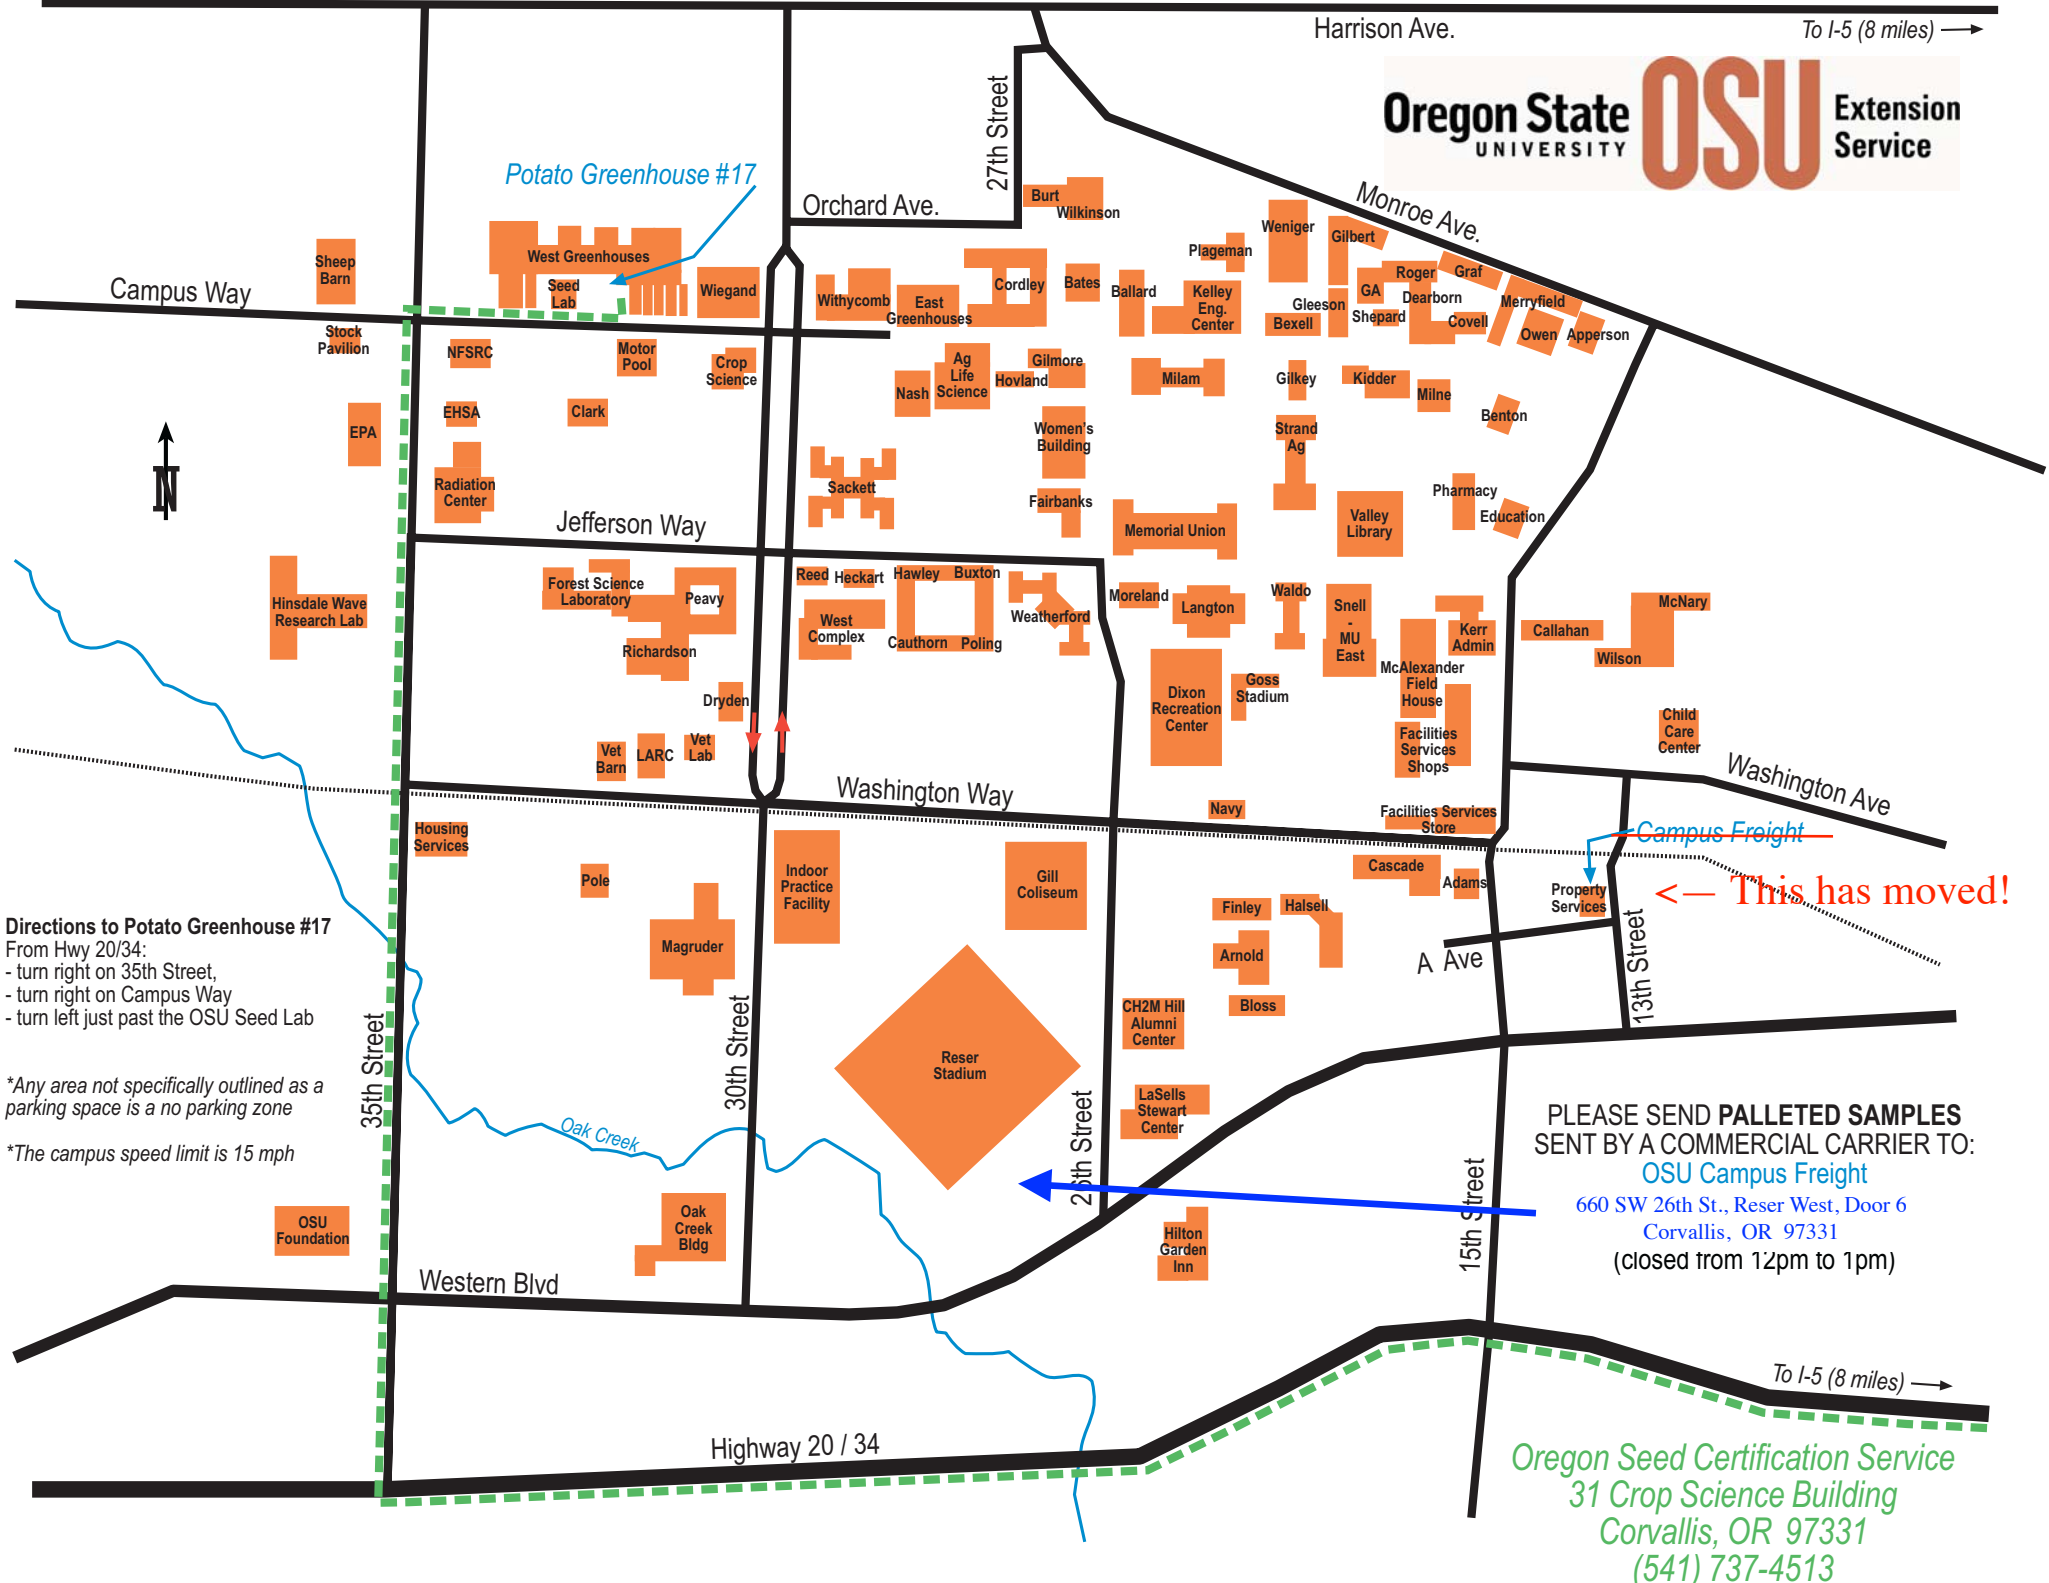 Harrison Ave.
To I-5 (8 miles)
Oregon State
UNIVERSITY
OSU
Extension
Service
27th Street
Monroe Ave.
Potato Greenhouse #17
Orchard Ave.
Burt
Wilkinson
Weniger
Gilbert
Plageman
West Greenhouses
Sheep
Barn
Seed
Lab
Wiegand
Campus Way
Withycomb
East
Greenhouses
Cordley
Bates
Ballard
Kelley
Eng.
Center
Gleeson
Bexell
GA
Shepard
Roger
Dearborn
Graf
Covell
Merryfield
Owen
Apperson
Stock
Pavilion
NFSRC
Motor
Pool
Crop
Science
Nash
Ag
Life
Science
Hovland
Gilmore
Milam
Gilkey
Kidder
Milne
Benton
EPA
EHSA
Clark
Women's
Building
Strand
Ag
N
Radiation
Center
Sackett
Fairbanks
Memorial Union
Valley
Library
Pharmacy
Education
Jefferson Way
Hinsdale Wave
Research Lab
Forest Science
Laboratory
Peavy
Richardson
Reed
Heckart
Hawley
Buxton
West
Complex
Cauthorn
Poling
Weatherford
Moreland
Langton
Waldo
Snell
-
MU
East
Kerr
Admin
McAlexander
Field
House
Callahan
McNary
Wilson
Dryden
Dixon
Recreation
Center
Goss
Stadium
Facilities
Services
Shops
Child
Care
Center
Vet
Barn
LARC
Vet
Lab
Washington Way
Washington Ave
Navy
Facilities Services
Store
Campus Freight
Housing
Services
Pole
Indoor
Practice
Facility
Gill
Coliseum
Cascade
Adams
Property
Services
<— This has moved!
Finley
Halsell
Arnold
Bloss
A Ave
13th Street
Magruder
Directions to Potato Greenhouse #17
From Hwy 20/34:
- turn right on 35th Street,
- turn right on Campus Way
- turn left just past the OSU Seed Lab
*Any area not specifically outlined as a
parking space is a no parking zone
*The campus speed limit is 15 mph
35th Street
30th Street
Reser
Stadium
CH2M Hill
Alumni
Center
LaSells
Stewart
Center
26th Street
Oak Creek
15th Street
PLEASE SEND PALLETED SAMPLES
SENT BY A COMMERCIAL CARRIER TO:
OSU Campus Freight
660 SW 26th St., Reser West, Door 6
Corvallis, OR 97331
(closed from 12pm to 1pm)
OSU
Foundation
Oak
Creek
Bldg
Hilton
Garden
Inn
Western Blvd
To I-5 (8 miles)
Highway 20 / 34
Oregon Seed Certification Service
31 Crop Science Building
Corvallis, OR 97331
(541) 737-4513